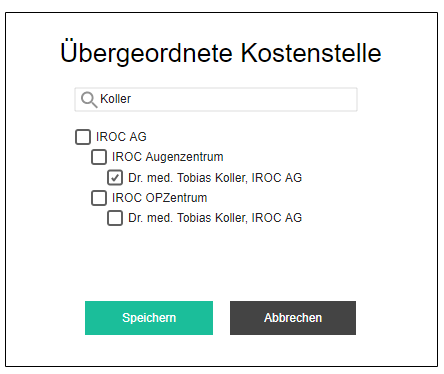 Übergeordnete Kostenstelle
Koller
IROC AG
IROC Augenzentrum
Dr. med. Tobias Koller, IROC AG
IROC OPZentrum
Dr. med. Tobias Koller, IROC AG
Speichern Abbrechen